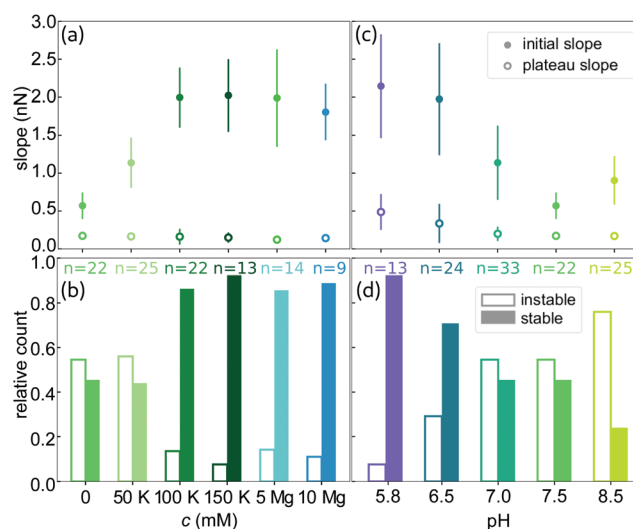 (a)
(c)
3.0
2.5
2.0
1.5
1.0
0.5
0.0
slope (nN)
initial slope
plateau slope
n=22 n=25 n=22 n=13 n=14 n=9
n=13 n=24 n=33 n=22 n=25
(b)
(d)
1.0
0.8
0.6
0.4
0.2
0.0
relative count
instable
stable
0 50 K 100 K 150 K 5 Mg 10 Mg
5.8 6.5 7.0 7.5 8.5
c (mM)
pH